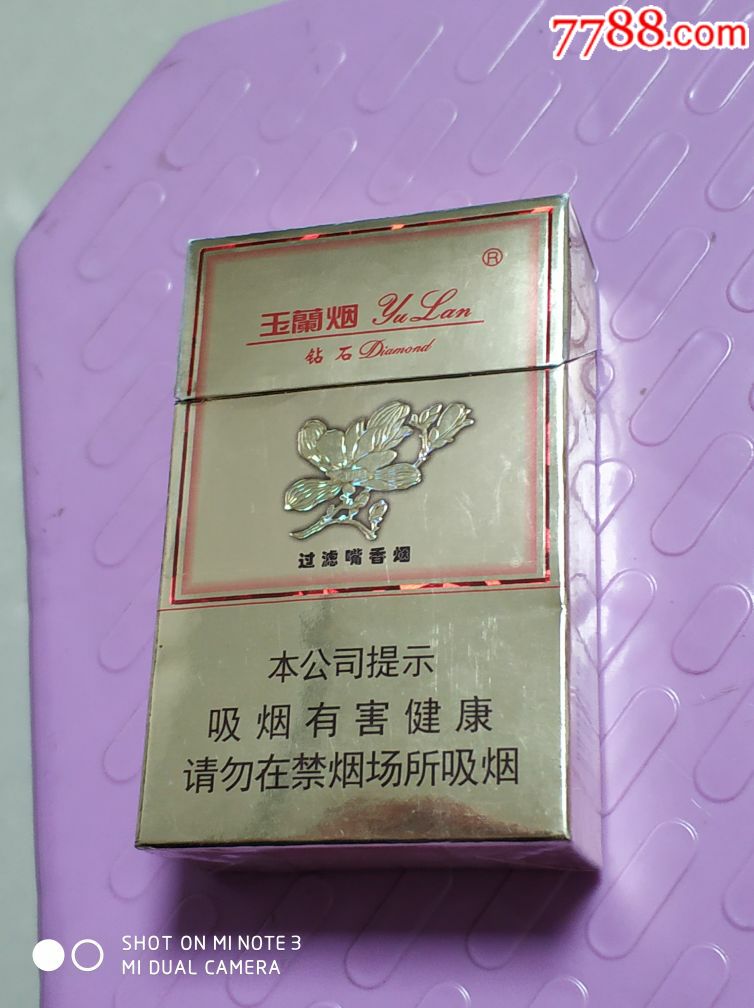 7788.com
®
玉蘭烟 Yu Lan
钻石 Diamond
过滤嘴香烟
本公司提示
吸烟有害健康
请勿在禁烟场所吸烟
SHOT ON MI NOTE 3
MI DUAL CAMERA